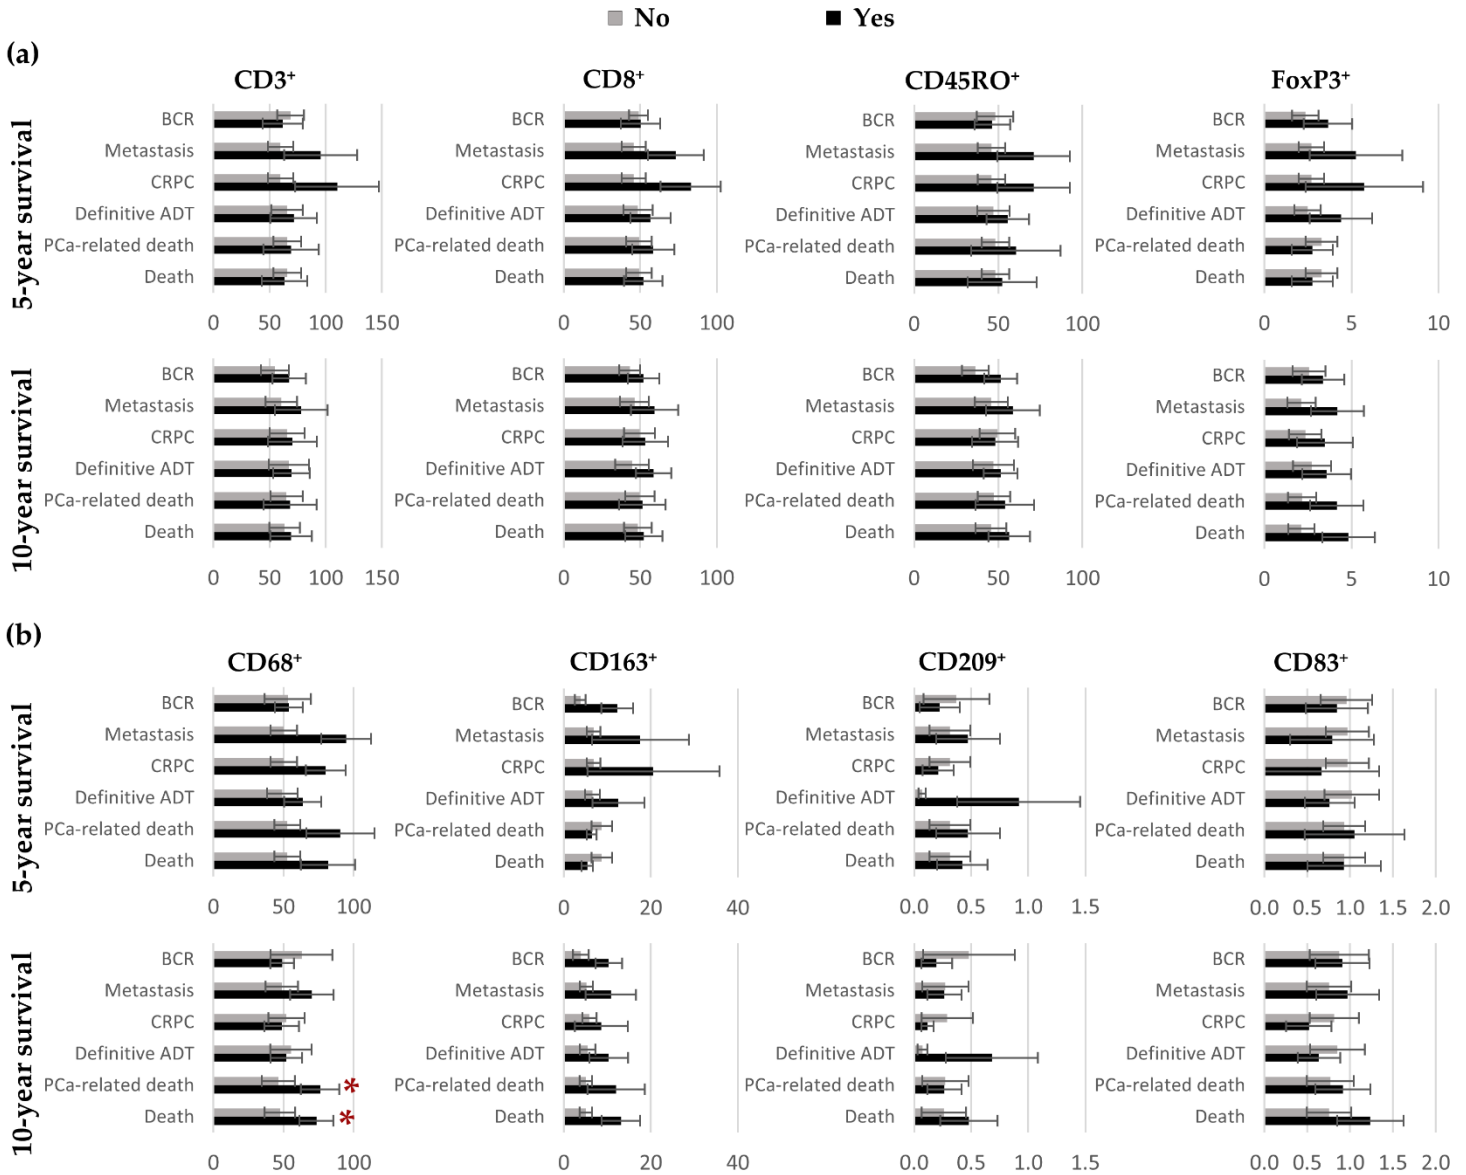 No Yes
(a)
CD3+ CD8+ CD45RO+ FoxP3+
5-year survival
BCR BCR BCR BCR
Metastasis Metastasis Metastasis Metastasis
CRPC CRPC CRPC CRPC
Definitive ADT Definitive ADT Definitive ADT Definitive ADT
PCa-related death PCa-related death PCa-related death PCa-related death
Death Death Death Death
0 50 100 150 0 50 100 0 50 100 0 5 10
10-year survival
BCR BCR BCR BCR
Metastasis Metastasis Metastasis Metastasis
CRPC CRPC CRPC CRPC
Definitive ADT Definitive ADT Definitive ADT Definitive ADT
PCa-related death PCa-related death PCa-related death PCa-related death
Death Death Death Death
0 50 100 150 0 50 100 0 50 100 0 5 10
(b)
CD68+ CD163+ CD209+ CD83+
5-year survival
BCR BCR BCR BCR
Metastasis Metastasis Metastasis Metastasis
CRPC CRPC CRPC CRPC
Definitive ADT Definitive ADT Definitive ADT Definitive ADT
PCa-related death PCa-related death PCa-related death PCa-related death
Death Death Death Death
0 50 100 0 20 40 0.0 0.5 1.0 1.5 0.0 0.5 1.0 1.5 2.0
10-year survival
BCR BCR BCR BCR
Metastasis Metastasis Metastasis Metastasis
CRPC CRPC CRPC CRPC
Definitive ADT Definitive ADT Definitive ADT Definitive ADT
PCa-related death * PCa-related death PCa-related death PCa-related death
Death * Death Death Death
0 50 100 0 20 40 0.0 0.5 1.0 1.5 0.0 0.5 1.0 1.5 2.0